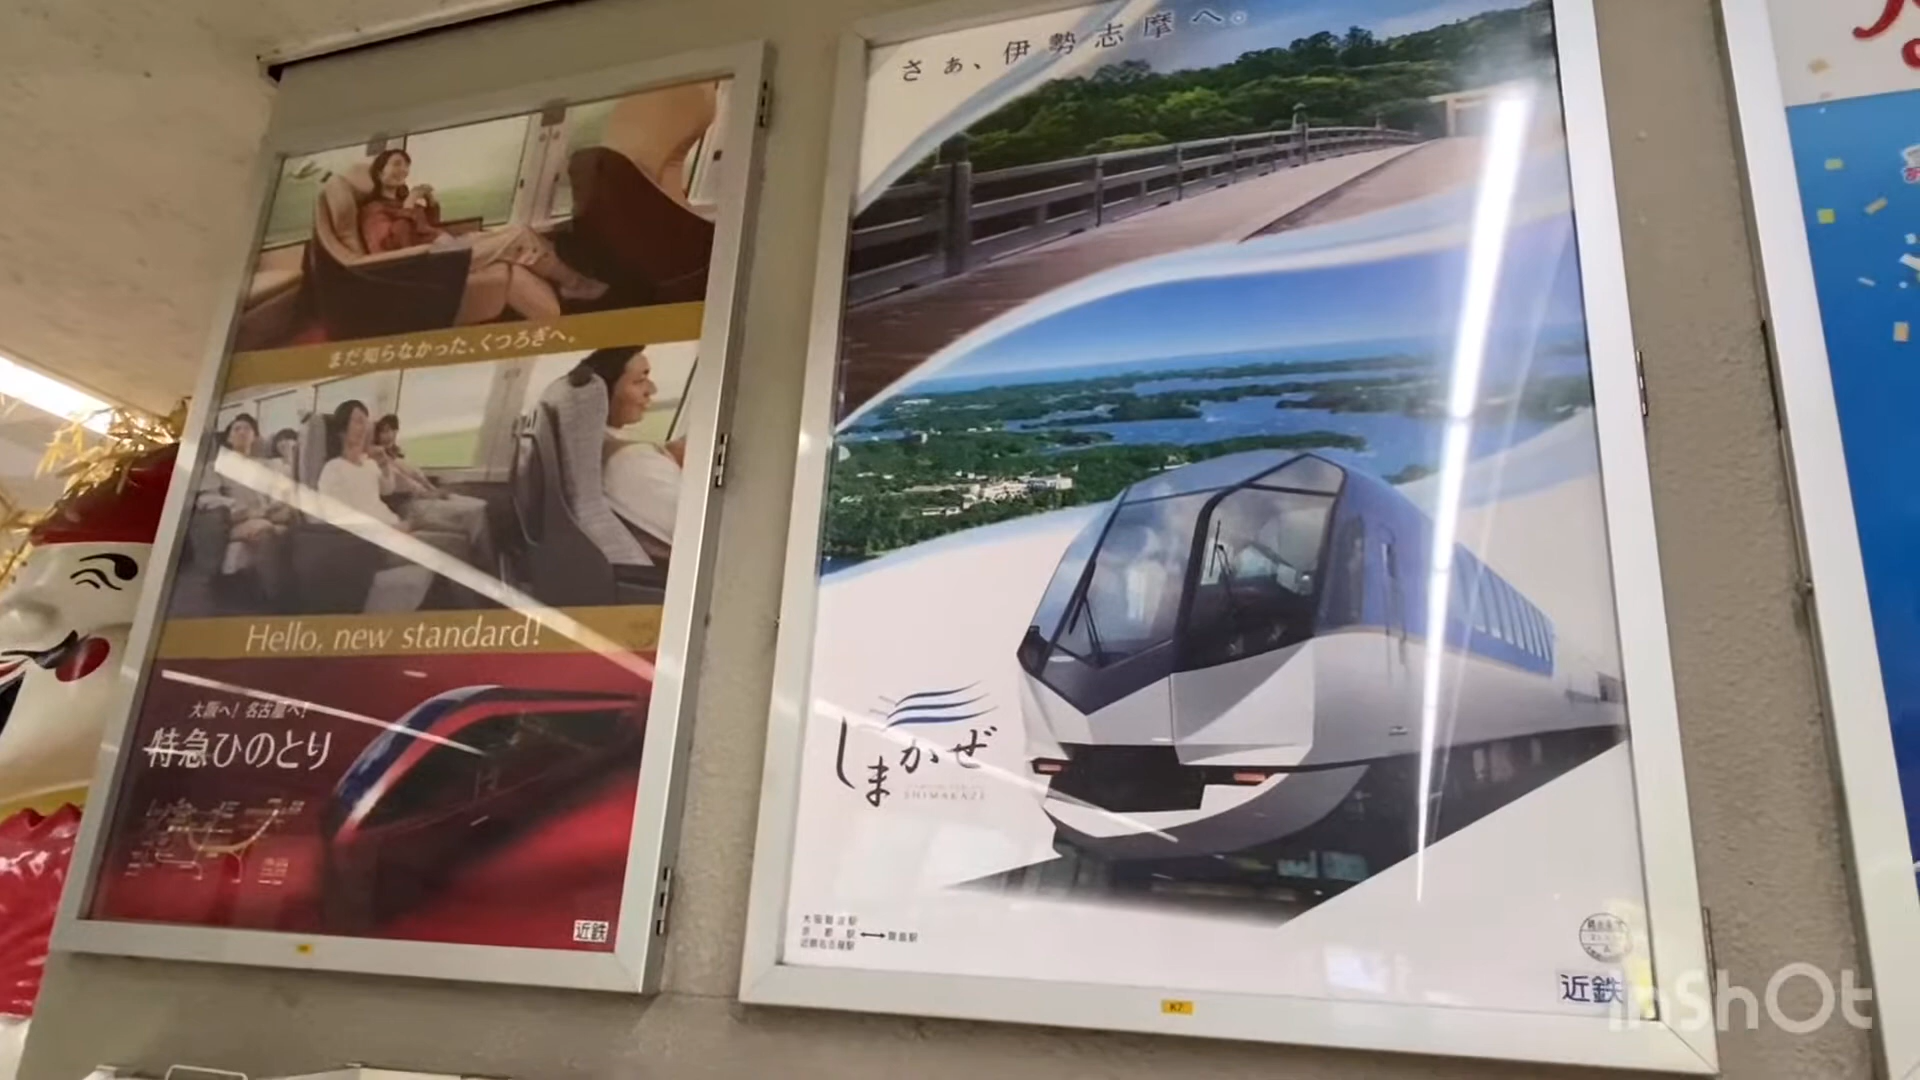 まだ知らなかった、くつろぎへ。
Hello, new standard!
大阪へ! 名古屋へ!
特急ひのとり
近鉄
さぁ、伊勢志摩へ。
しまかぜ
SHIMAKAZE
大阪難波駅
京都駅
近鉄名古屋駅
賢島駅
近鉄
K7
InShOt